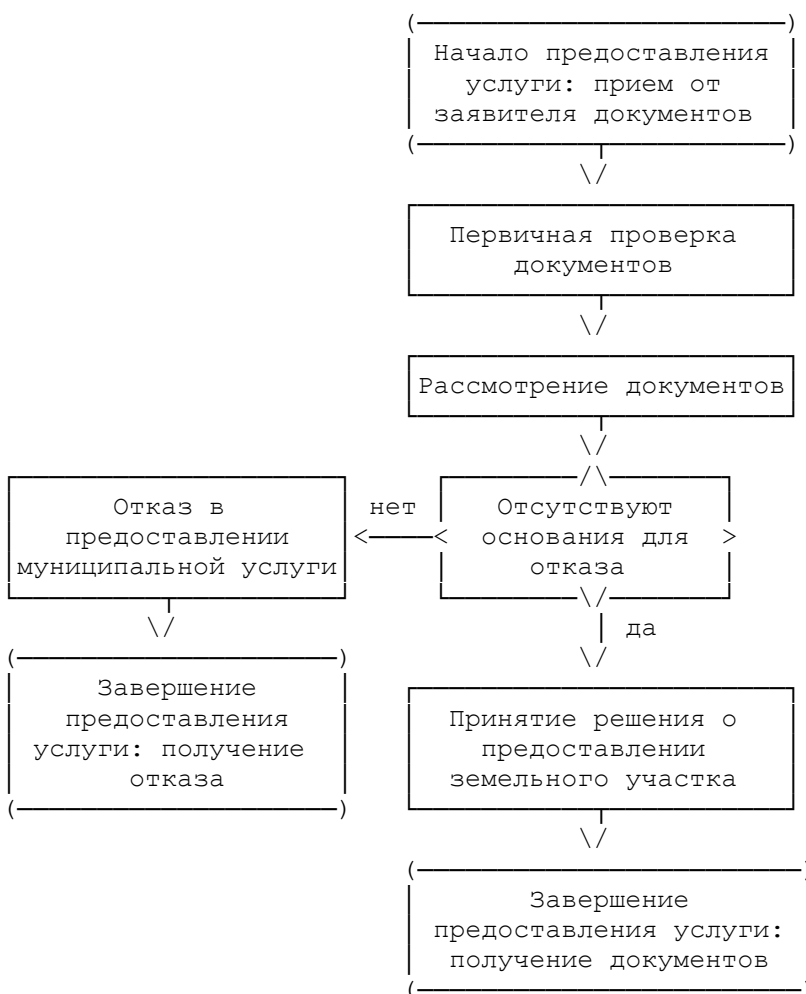 Начало предоставления
услуги: прием от
заявителя документов
Первичная проверка
документов
Рассмотрение документов
Отказ в
предоставлении
муниципальной услуги
нет
Отсутствуют
основания для
отказа
да
Завершение
предоставления
услуги: получение
отказа
Принятие решения о
предоставлении
земельного участка
Завершение
предоставления услуги:
получение документов